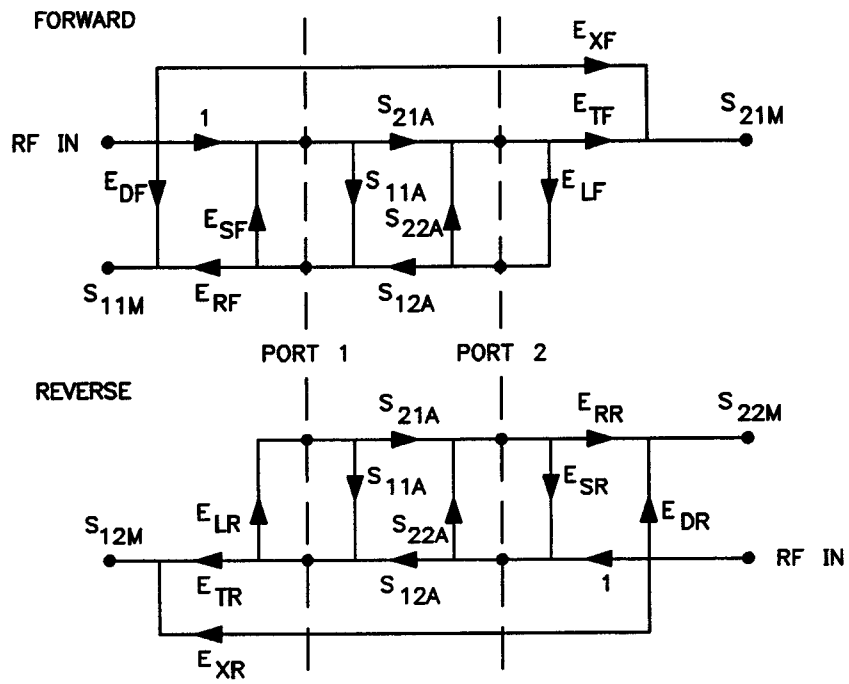 FORWARD
E XF
1
S 21A
E TF
S 21M
RF IN
E DF
S 11A
E LF
E SF
S 22A
S 11M
E RF
S 12A
PORT 1
PORT 2
REVERSE
S 21A
E RR
S 22M
S 11A
E SR
E LR
S 22A
E DR
S 12M
RF IN
E TR
S 12A
1
E XR